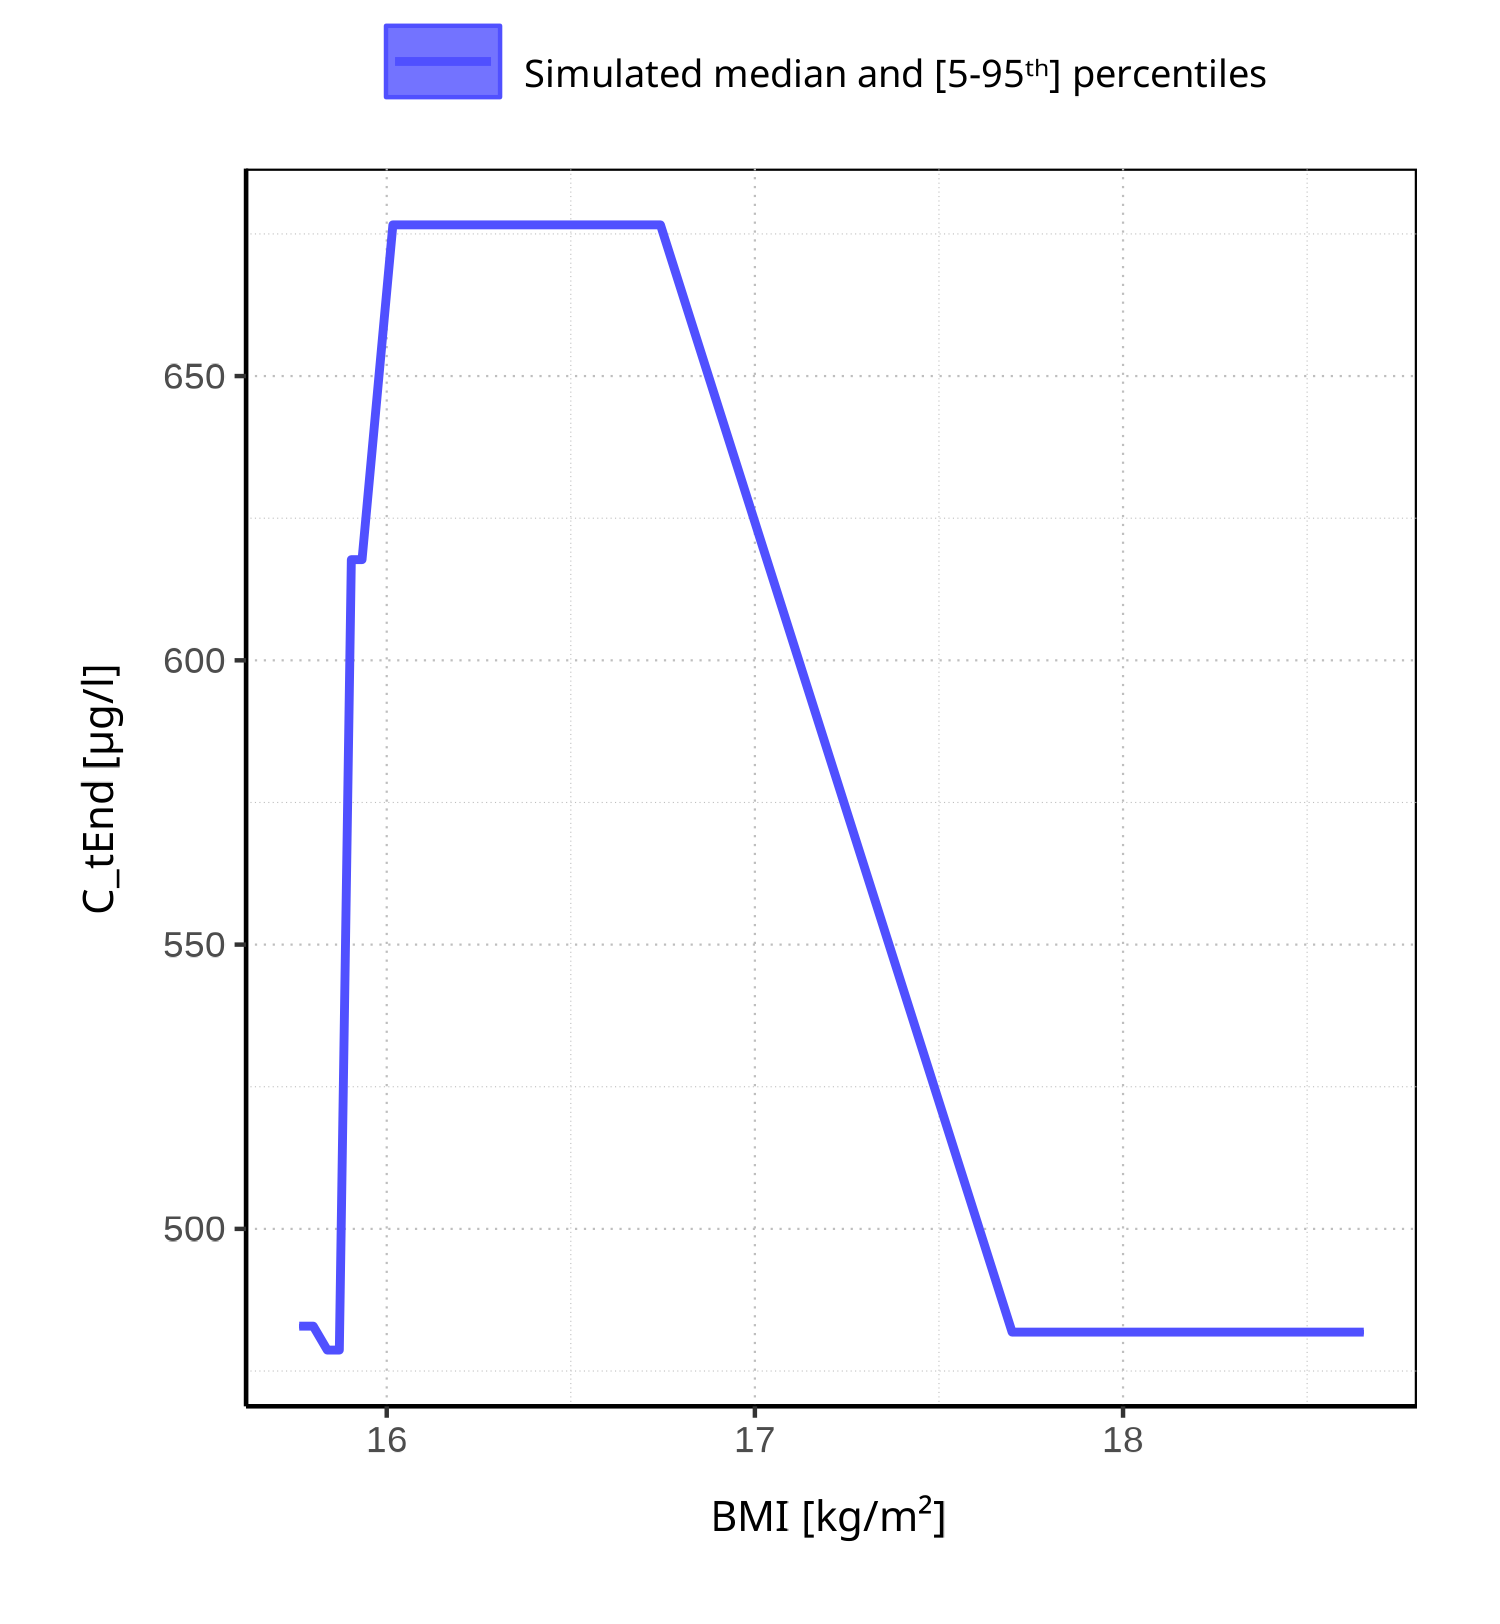 Simulated median and [5-95ᵗʰ] percentiles
650
600
550
500
C_tEnd [µg/l]
16 17 18
BMI [kg/m²]